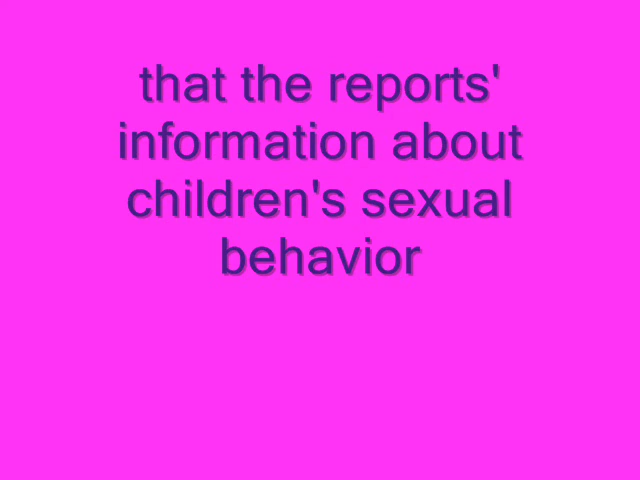 that the reports'
information about
children's sexual
behavior